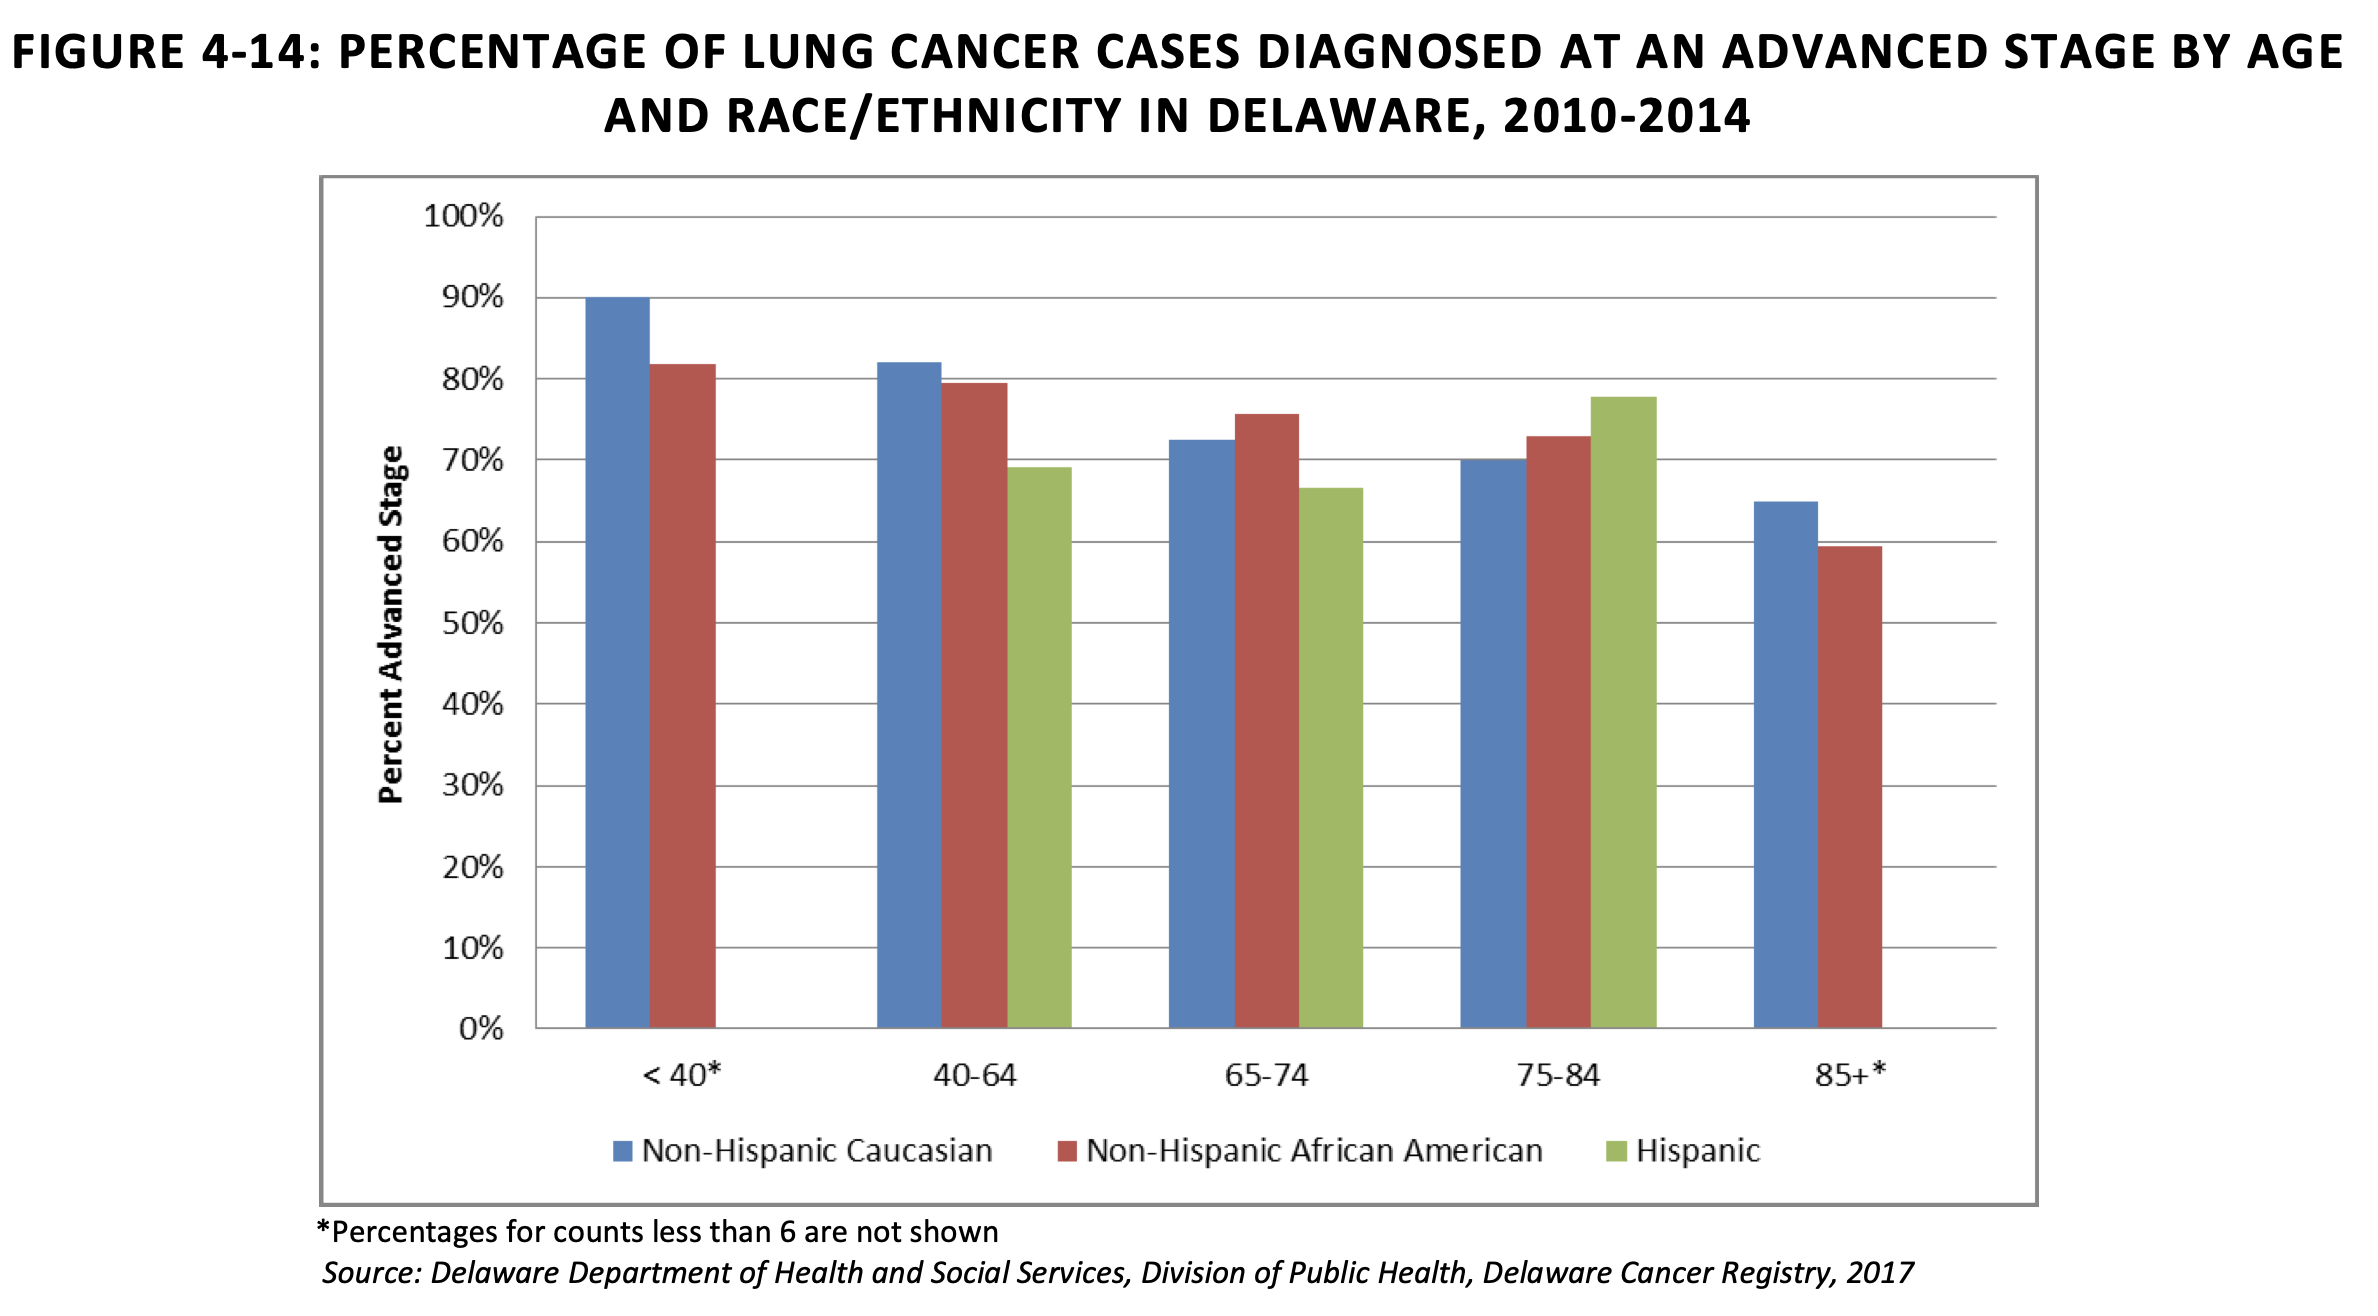 FIGURE 4-14: PERCENTAGE OF LUNG CANCER CASES DIAGNOSED AT AN ADVANCED STAGE BY AGE
AND RACE/ETHNICITY IN DELAWARE, 2010-2014
100%
90%
80%
70%
60%
50%
40%
30%
20%
10%
0%
Percent Advanced Stage
< 40* 40-64 65-74 75-84 85+*
Non-Hispanic Caucasian Non-Hispanic African American Hispanic
*Percentages for counts less than 6 are not shown
Source: Delaware Department of Health and Social Services, Division of Public Health, Delaware Cancer Registry, 2017